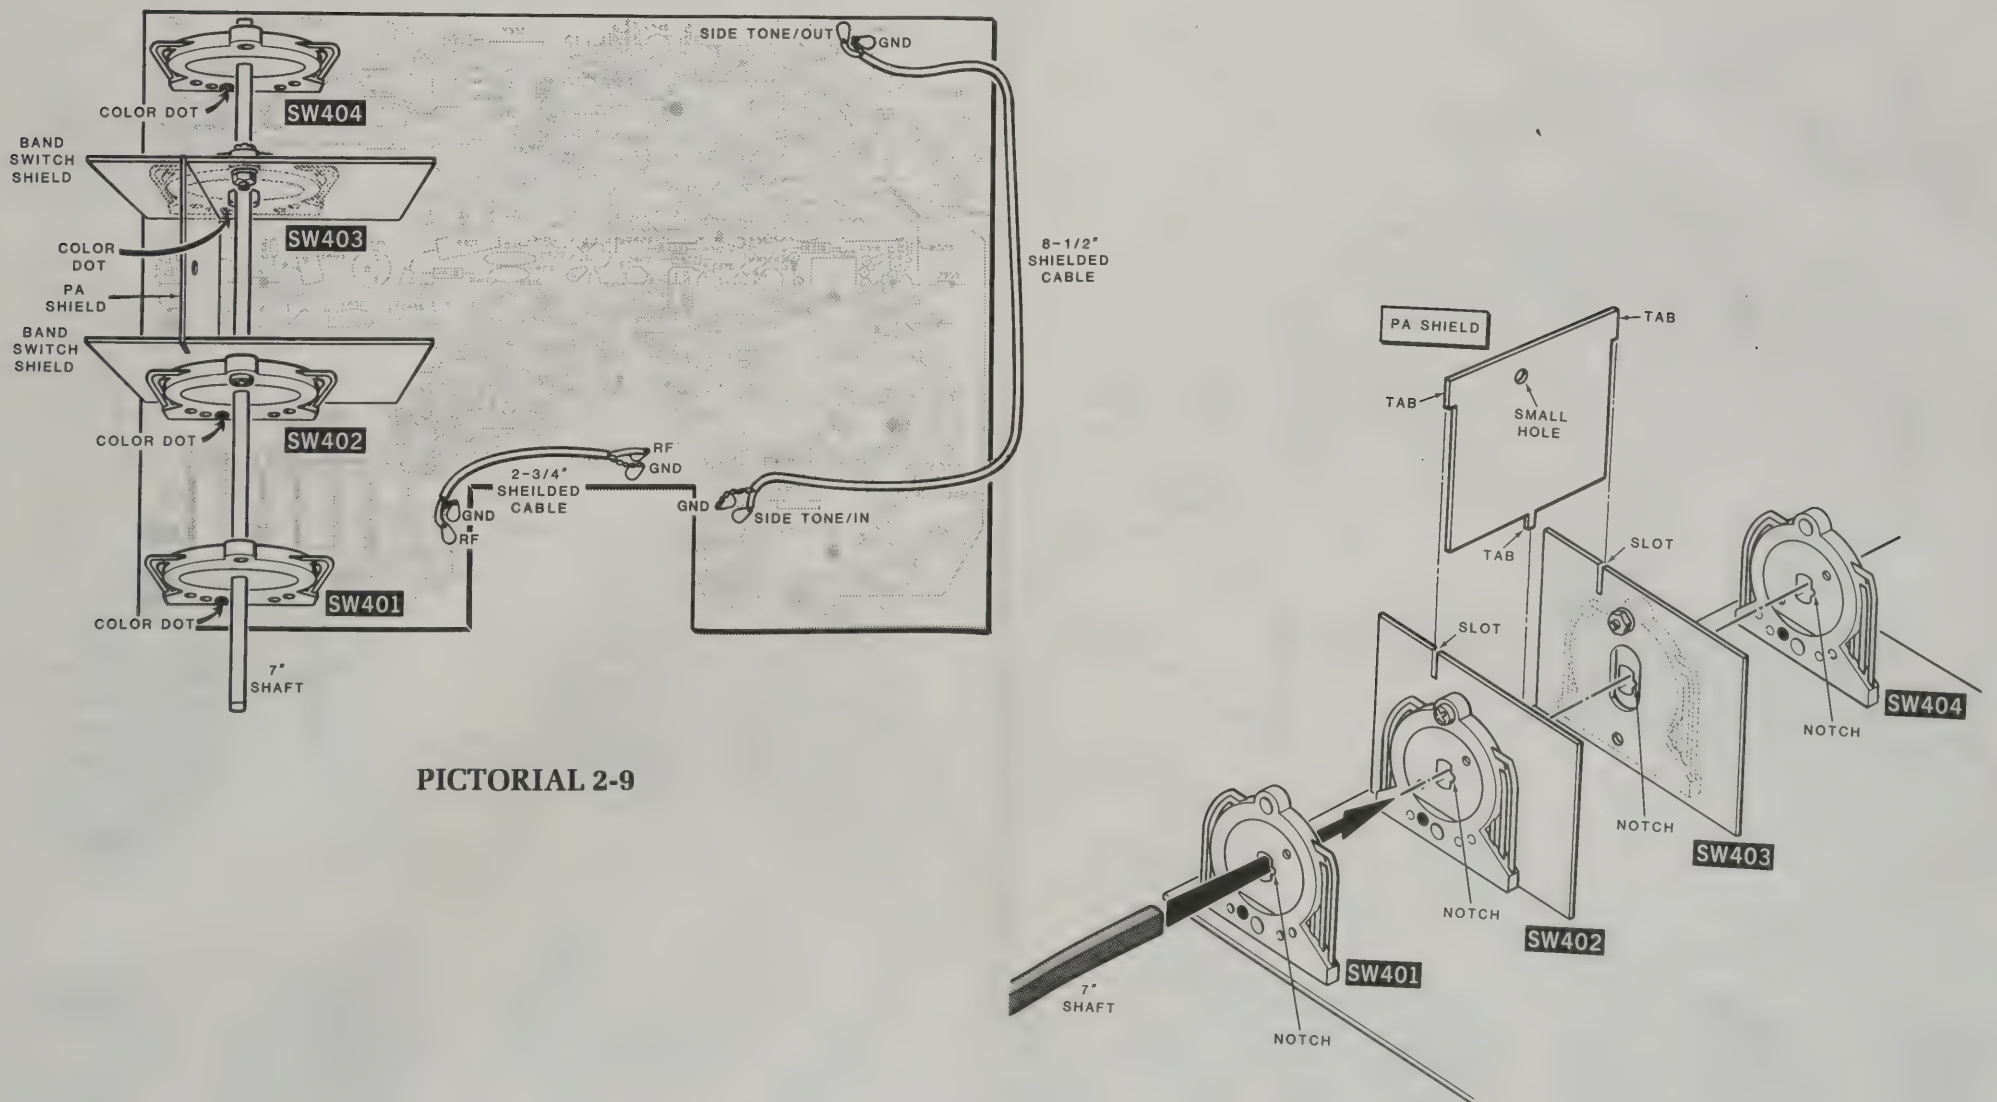 SIDE TONE/OUT
GND
COLOR DOT
SW404
BAND
SWITCH
SHIELD
SW403
COLOR
DOT
8-1/2"
SHIELDED
CABLE
PA
SHIELD
BAND
SWITCH
SHIELD
COLOR DOT
SW402
RF
GND
2-3/4"
SHEILDED
CABLE
GND
RF
GND
SIDE TONE/IN
SW401
COLOR DOT
7"
SHAFT
PICTORIAL 2-9
PA SHIELD
TAB
TAB
SMALL
HOLE
TAB
SLOT
SLOT
SW404
NOTCH
NOTCH
SW403
NOTCH
SW402
SW401
7"
SHAFT
NOTCH